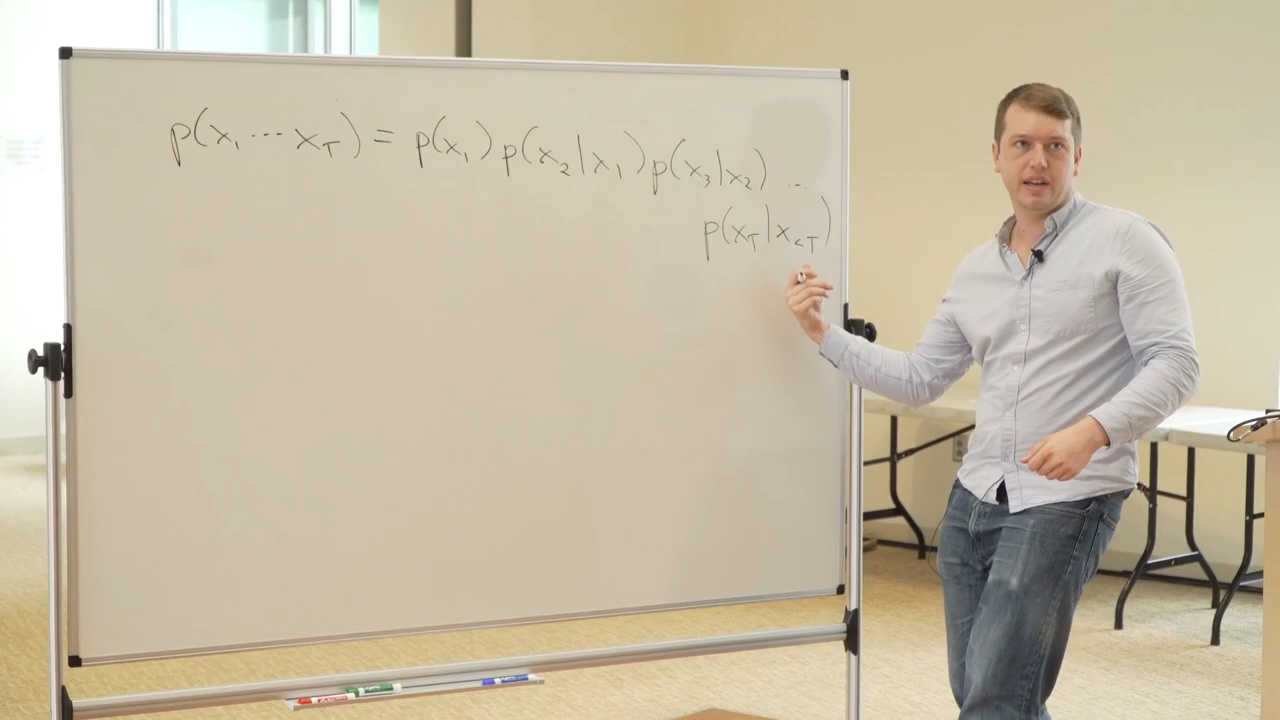 p(x₁ ... x_T) = p(x₁) p(x₂|x₁) p(x₃|x₂) ...
p(x_T|x_{<T})